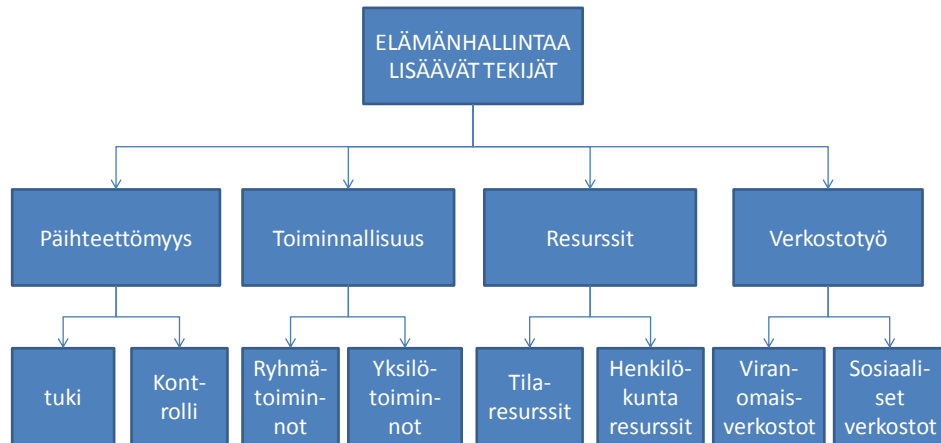 ELÄMÄNHALLINTAA
LISÄÄVÄT TEKIJÄT
Päihteettömyys
Toiminnallisuus
Resurssit
Verkostotyö
tuki
Kont-
rolli
Ryhmä-
toimin-
not
Yksilö-
toimin-
not
Tila-
resurssit
Henkilö-
kunta
resurssit
Viran-
omais-
verkostot
Sosiaali-
set
verkostot